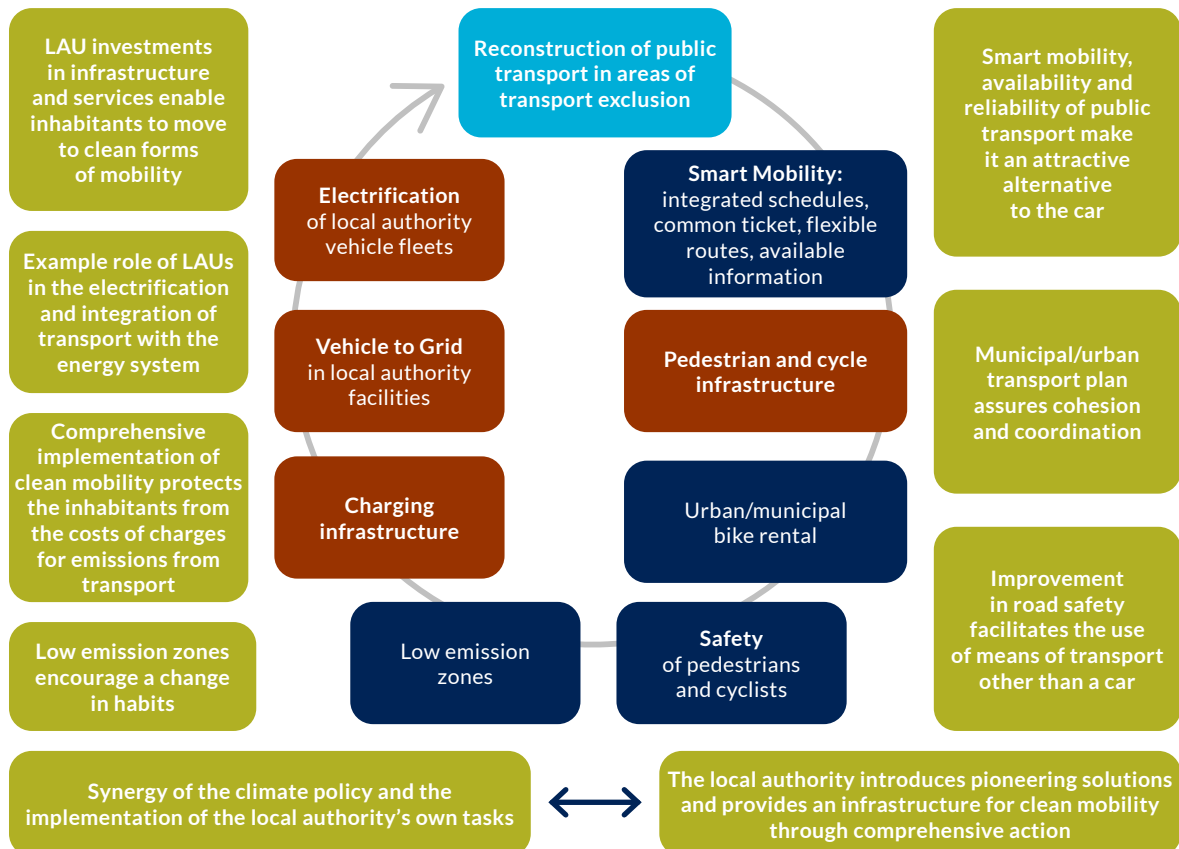 LAU investments
in infrastructure
and services enable
inhabitants to move
to clean forms
of mobility
Example role of LAUs
in the electrification
and integration of
transport with the
energy system
Comprehensive
implementation of
clean mobility protects
the inhabitants from
the costs of charges
for emissions from
transport
Low emission zones
encourage a change
in habits
Reconstruction of public
transport in areas of
transport exclusion
Smart Mobility:
integrated schedules,
common ticket, flexible
routes, available
information
Pedestrian and cycle
infrastructure
Urban/municipal
bike rental
Safety
of pedestrians
and cyclists
Low emission
zones
Charging
infrastructure
Vehicle to Grid
in local authority
facilities
Electrification
of local authority
vehicle fleets
Smart mobility,
availability and
reliability of public
transport make
it an attractive
alternative
to the car
Municipal/urban
transport plan
assures cohesion
and coordination
Improvement
in road safety
facilitates the use
of means of transport
other than a car
Synergy of the climate policy and the
implementation of the local authority's own tasks
The local authority introduces pioneering solutions
and provides an infrastructure for clean mobility
through comprehensive action